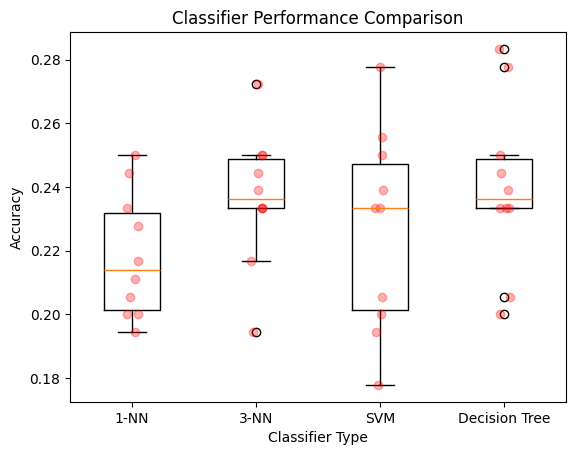 Classifier Performance Comparison
Accuracy
0.28
0.26
0.24
0.22
0.20
0.18
1-NN
3-NN
SVM
Decision Tree
Classifier Type